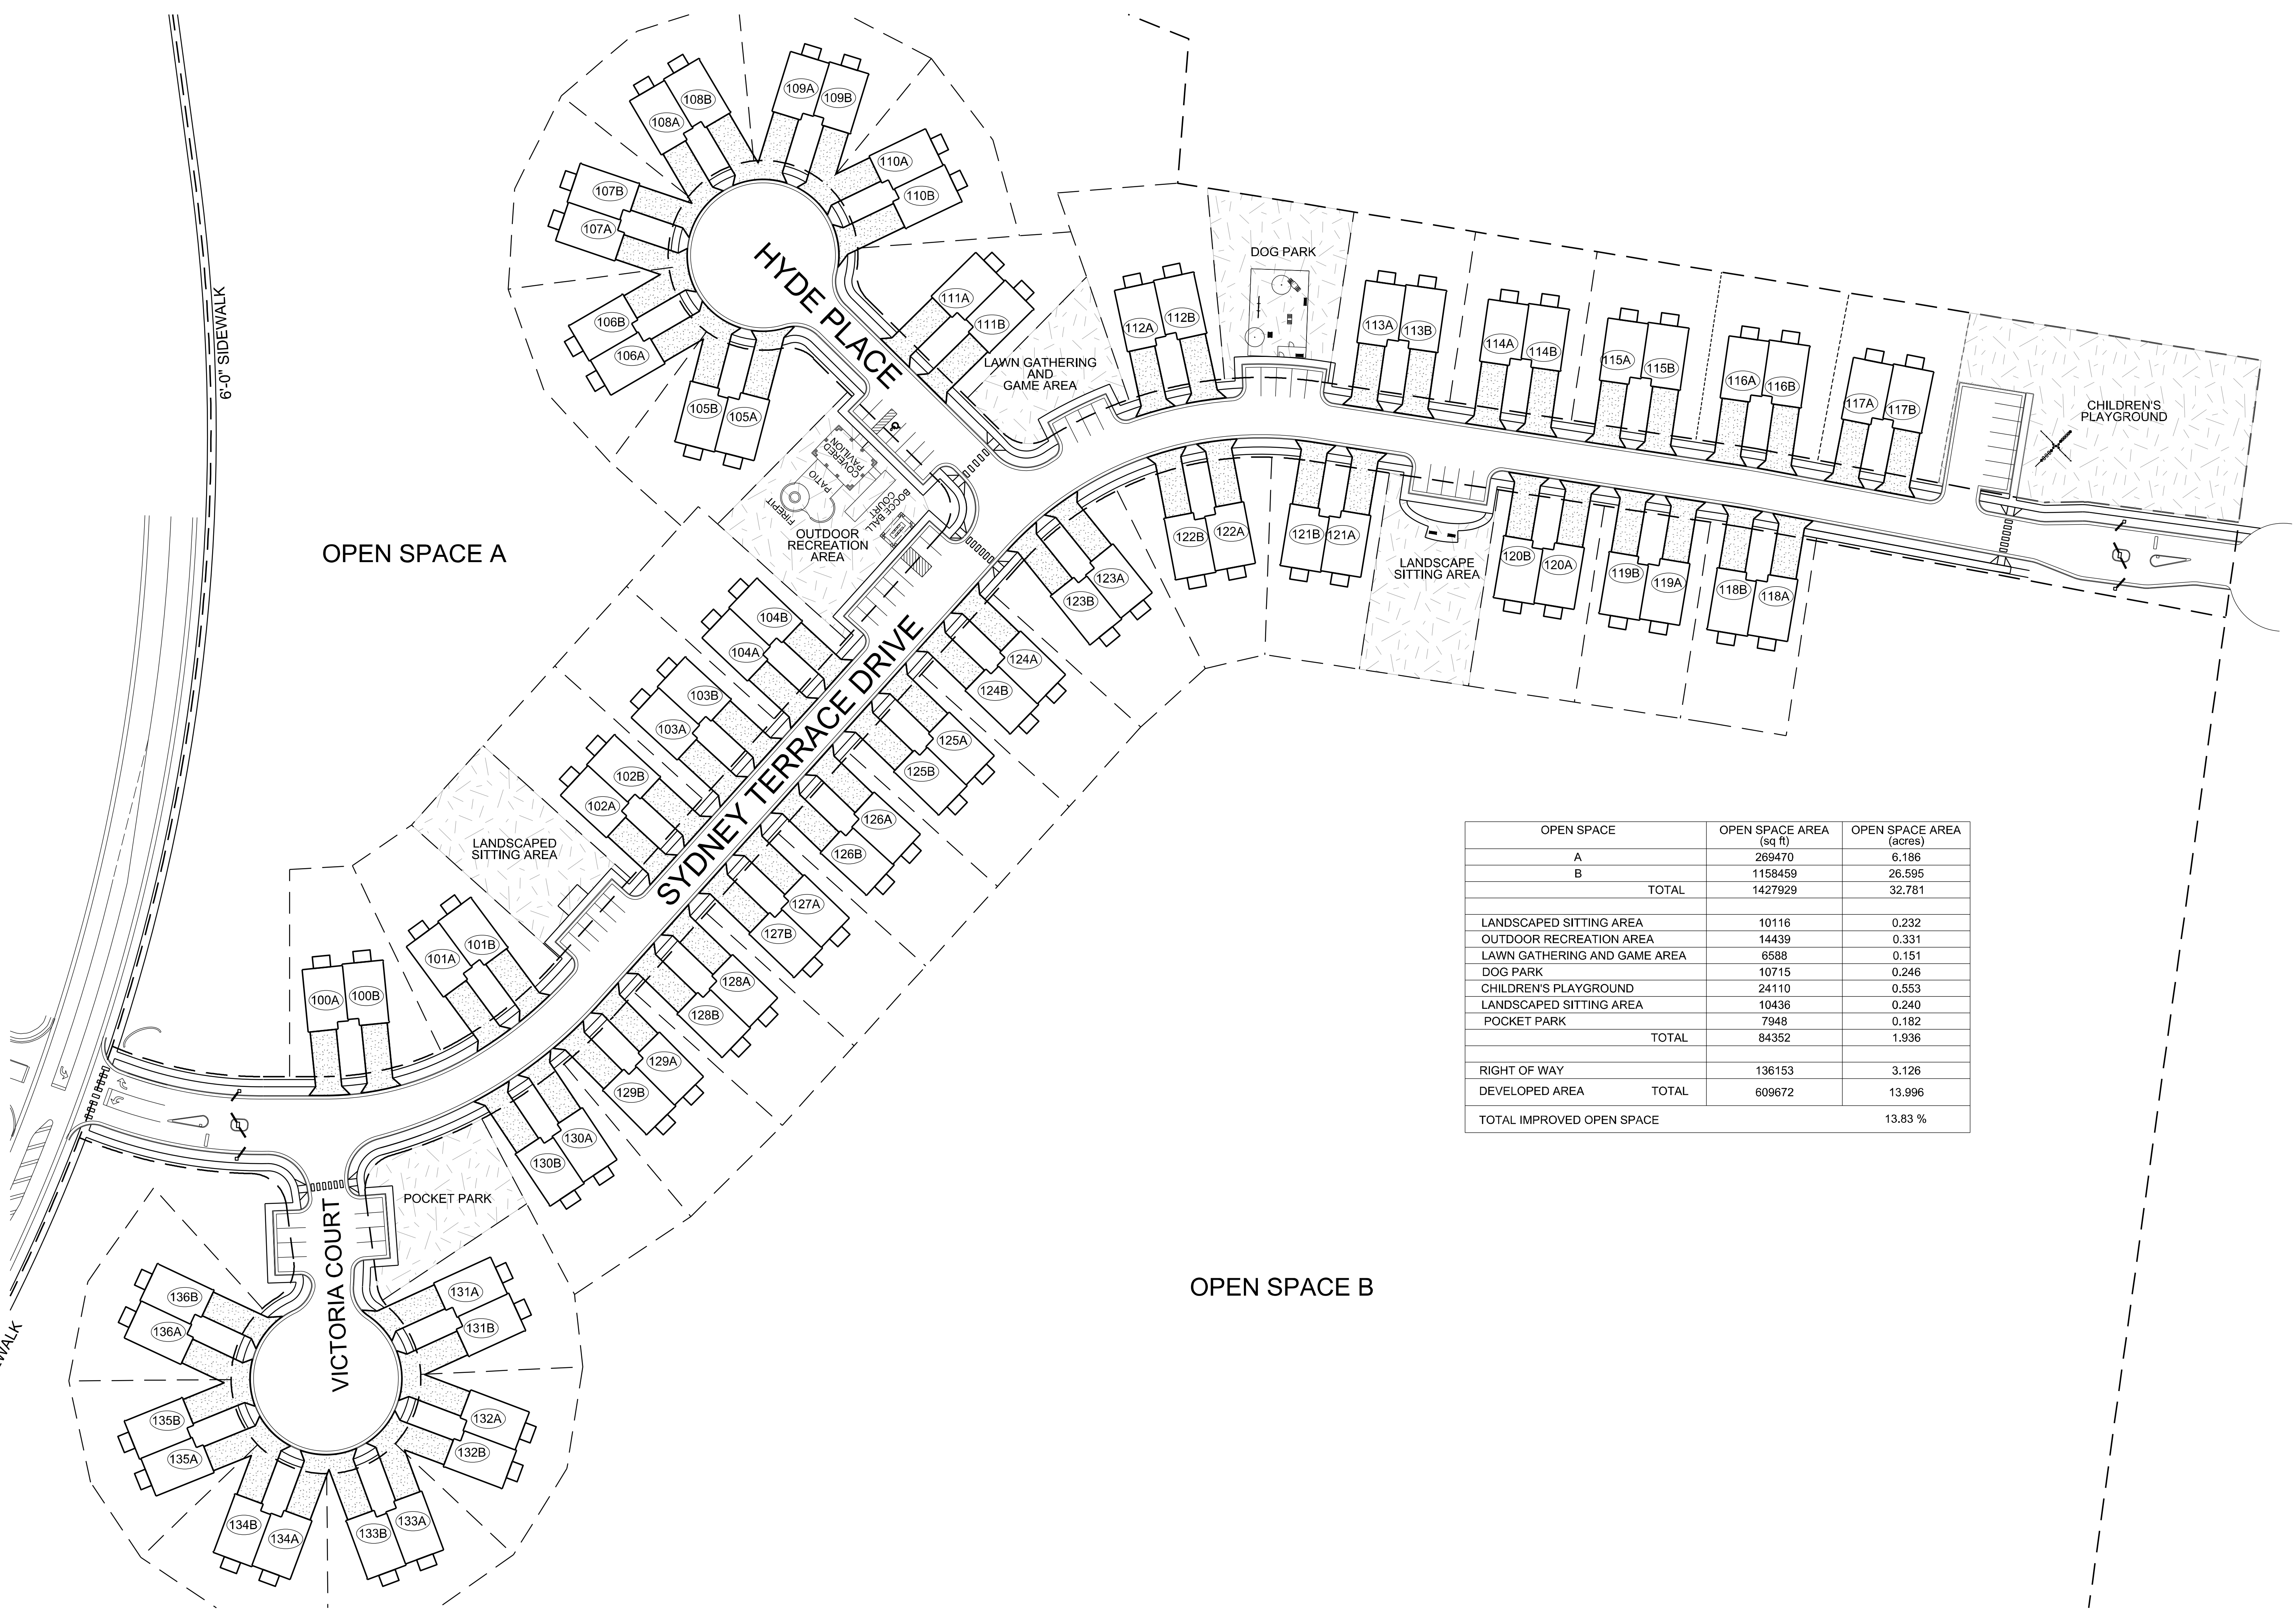 109A
109B
108B
108A
110A
110B
107B
107A
HYDE PLACE
106B
106A
111A
111B
105B
105A
LAWN GATHERING
AND
GAME AREA
6'-0" SIDEWALK
112A
112B
DOG PARK
113A
113B
114A
114B
115A
115B
116A
116B
117A
117B
CHILDREN'S
PLAYGROUND
COVERED
PAVILION
PATIO
FIREPIT
BOCCE BALL
COURT
OUTDOOR
RECREATION
AREA
OPEN SPACE A
122B
122A
121B
121A
LANDSCAPE
SITTING AREA
120B
120A
119B
119A
118B
118A
123A
123B
104B
104A
124A
124B
103B
103A
125A
125B
102B
102A
126A
126B
SYDNEY TERRACE DRIVE
LANDSCAPED
SITTING AREA
127A
127B
101B
101A
128A
128B
100A
100B
129A
129B
130A
130B
POCKET PARK
VICTORIA COURT
136B
136A
131A
131B
135B
135A
132A
132B
134B
134A
133B
133A
OPEN SPACE B
OPEN SPACE OPEN SPACE AREA (sq ft) OPEN SPACE AREA (acres)
A 269470 6.186
B 1158459 26.595
TOTAL 1427929 32.781
LANDSCAPED SITTING AREA 10116 0.232
OUTDOOR RECREATION AREA 14439 0.331
LAWN GATHERING AND GAME AREA 6588 0.151
DOG PARK 10715 0.246
CHILDREN'S PLAYGROUND 24110 0.553
LANDSCAPED SITTING AREA 10436 0.240
POCKET PARK 7948 0.182
TOTAL 84352 1.936
RIGHT OF WAY 136153 3.126
DEVELOPED AREA TOTAL 609672 13.996
TOTAL IMPROVED OPEN SPACE 13.83 %